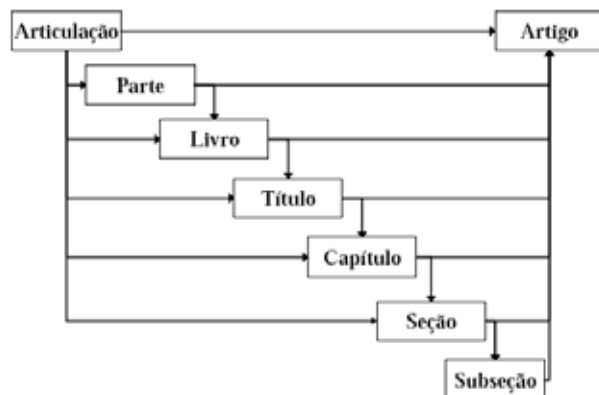 Articulação
Artigo
Parte
Livro
Título
Capítulo
Seção
Subseção